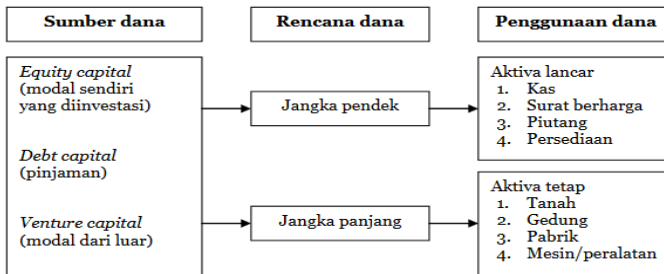 Sumber dana
Rencana dana
Penggunaan dana
Equity capital
(modal sendiri
yang diinvestasi)
Debt capital
(pinjaman)
Venture capital
(modal dari luar)
Jangka pendek
Jangka panjang
Aktiva lancar
1. Kas
2. Surat berharga
3. Piutang
4. Persediaan
Aktiva tetap
1. Tanah
2. Gedung
3. Pabrik
4. Mesin/peralatan